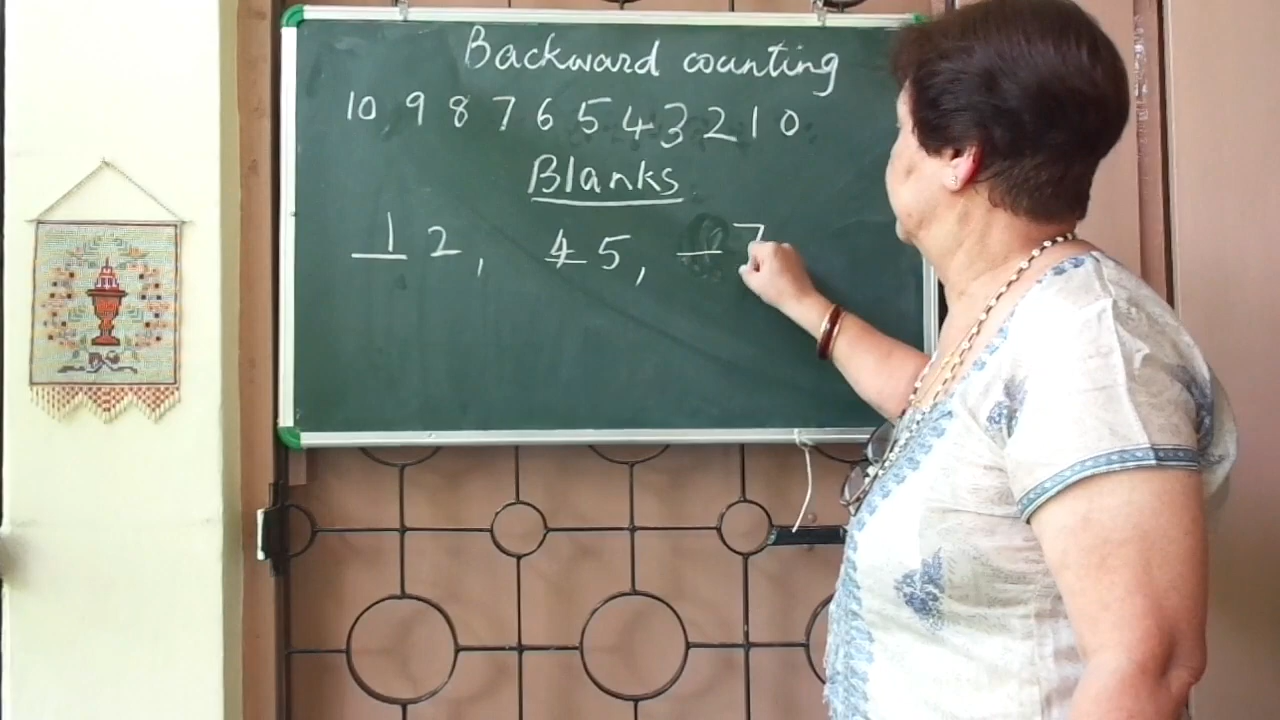 Backward counting
10 9 8 7 6 5 4 3 2 1 0
Blanks
1 2, 4 5, _ 7